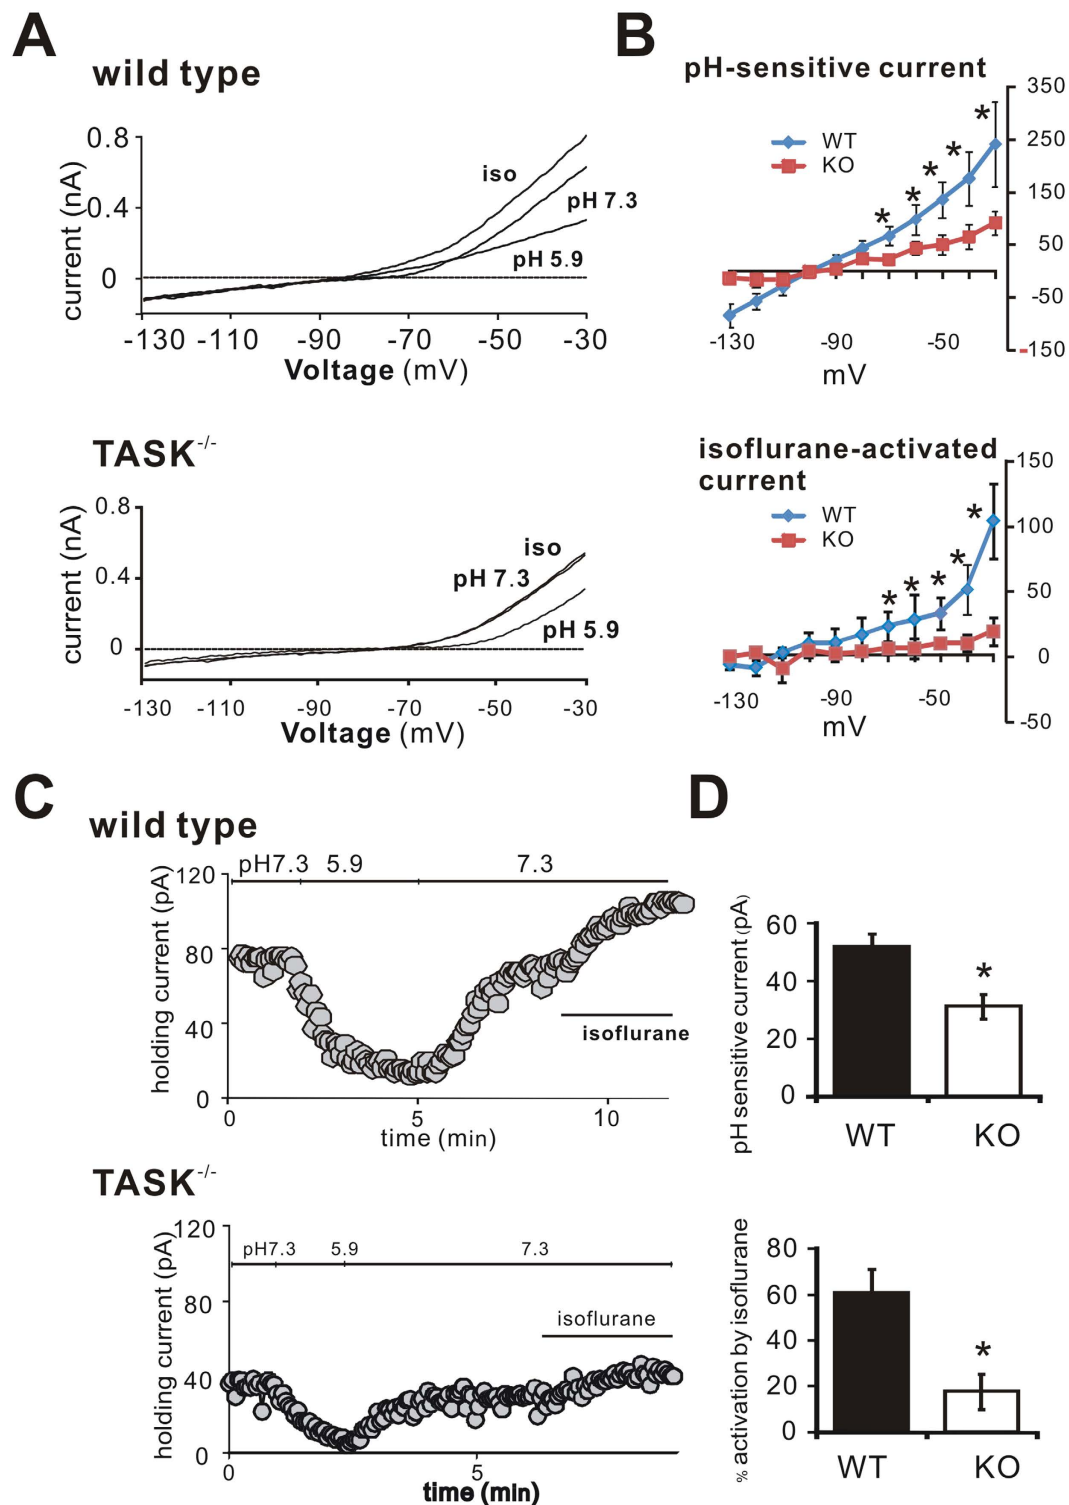 A
wild type
current (nA)
0.8
0.4
0
iso
pH 7.3
pH 5.9
-130 -110 -90 -70 -50 -30
Voltage (mV)
TASK-/-
current (nA)
0.8
0.4
0
iso
pH 7.3
pH 5.9
-130 -110 -90 -70 -50 -30
Voltage (mV)
B
pH-sensitive current
WT
KO
* * * * *
350
250
150
50
-50
-150
-130 -90 -50
mV
isoflurane-activated
current
WT
KO
* * * * *
150
100
50
0
-50
-130 -90 -50
mV
C
wild type
holding current (pA)
120
80
40
0
pH7.3 5.9 7.3
isoflurane
0 5 10
time (min)
TASK-/-
holding current (pA)
120
80
40
0
pH7.3 5.9 7.3
isoflurane
0 5
time (min)
D
pH sensitive current (pA)
60
40
20
0
*
WT KO
% activation by isoflurane
80
60
40
20
0
*
WT KO